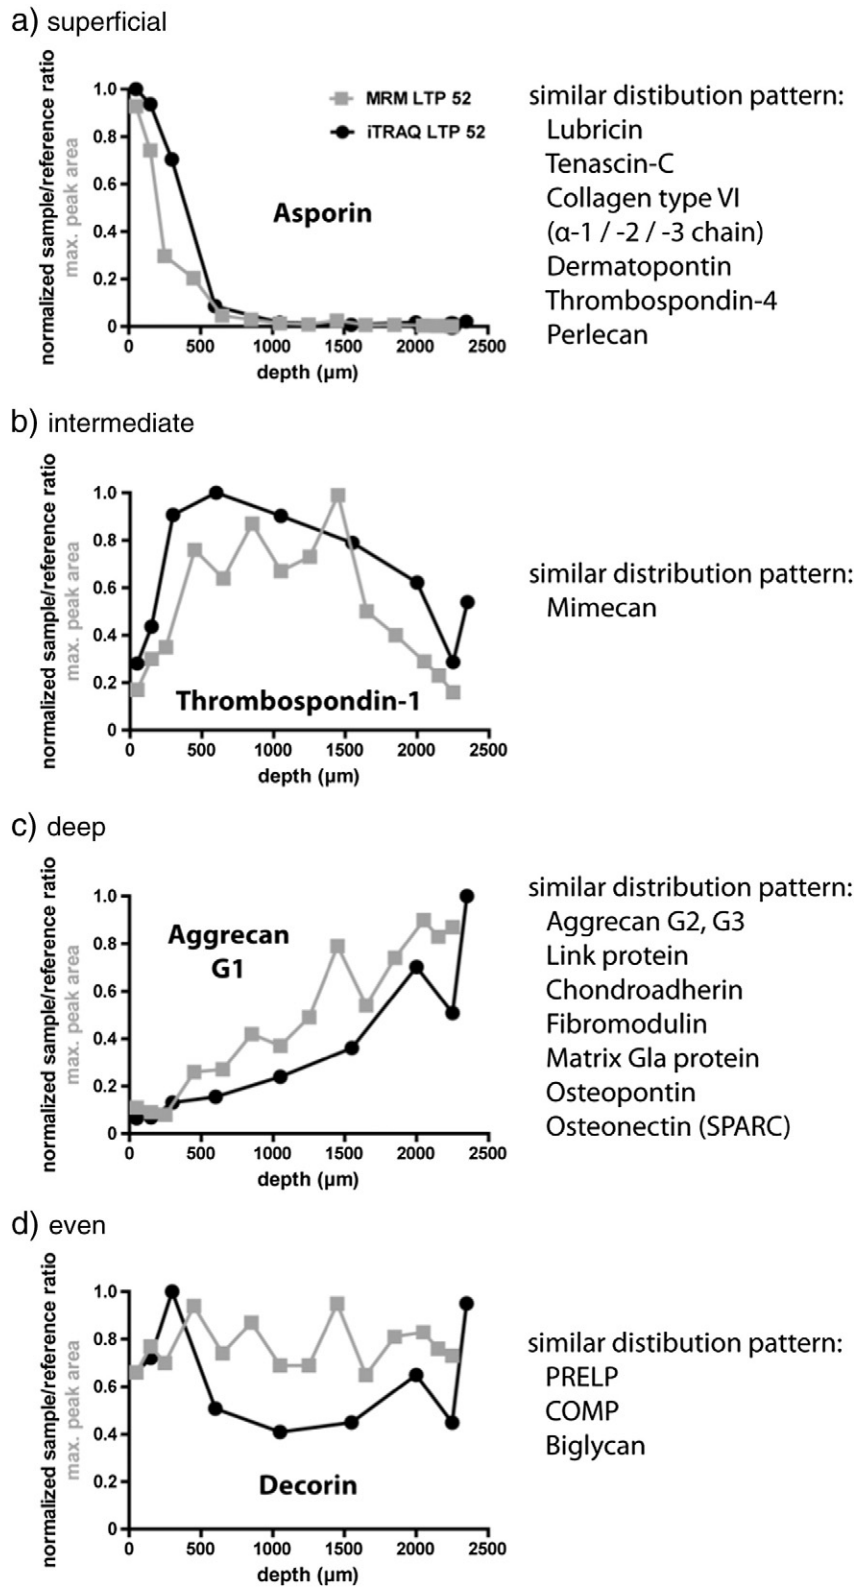 a) superficial
normalized sample/reference ratio
max. peak area
1.0
0.8
0.6
0.4
0.2
0
MRM LTP 52
iTRAQ LTP 52
Asporin
0 500 1000 1500 2000 2500
depth (µm)
similar distibution pattern:
Lubricin
Tenascin-C
Collagen type VI
(α-1 / -2 / -3 chain)
Dermatopontin
Thrombospondin-4
Perlecan
b) intermediate
normalized sample/reference ratio
max. peak area
1.0
0.8
0.6
0.4
0.2
0
Thrombospondin-1
0 500 1000 1500 2000 2500
depth (µm)
similar distribution pattern:
Mimecan
c) deep
normalized sample/reference ratio
max. peak area
1.0
0.8
0.6
0.4
0.2
0
Aggrecan
G1
0 500 1000 1500 2000 2500
depth (µm)
similar distribution pattern:
Aggrecan G2, G3
Link protein
Chondroadherin
Fibromodulin
Matrix Gla protein
Osteopontin
Osteonectin (SPARC)
d) even
normalized sample/reference ratio
max. peak area
1.0
0.8
0.6
0.4
0.2
0
Decorin
0 500 1000 1500 2000 2500
depth (µm)
similar distibution pattern:
PRELP
COMP
Biglycan